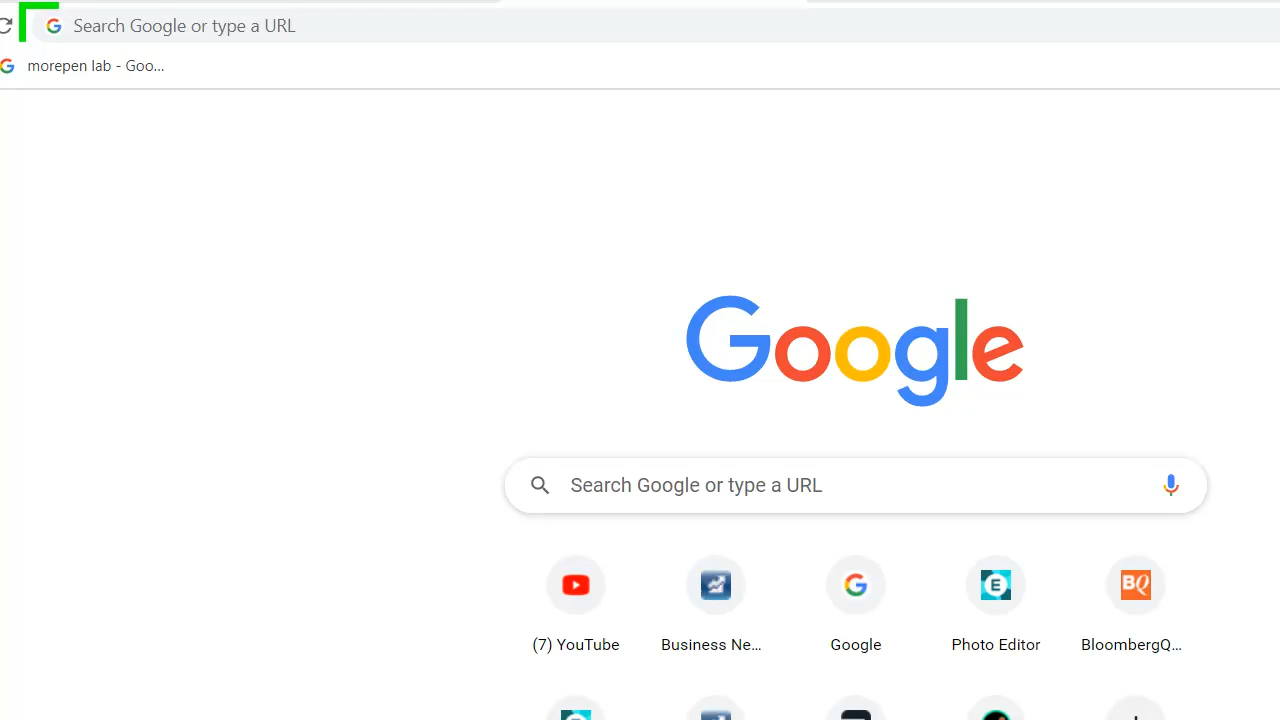 Search Google or type a URL
morepen lab - Goo...
Google
Search Google or type a URL
(7) YouTube
Business Ne...
Google
Photo Editor
BloombergQ...
E
BQ